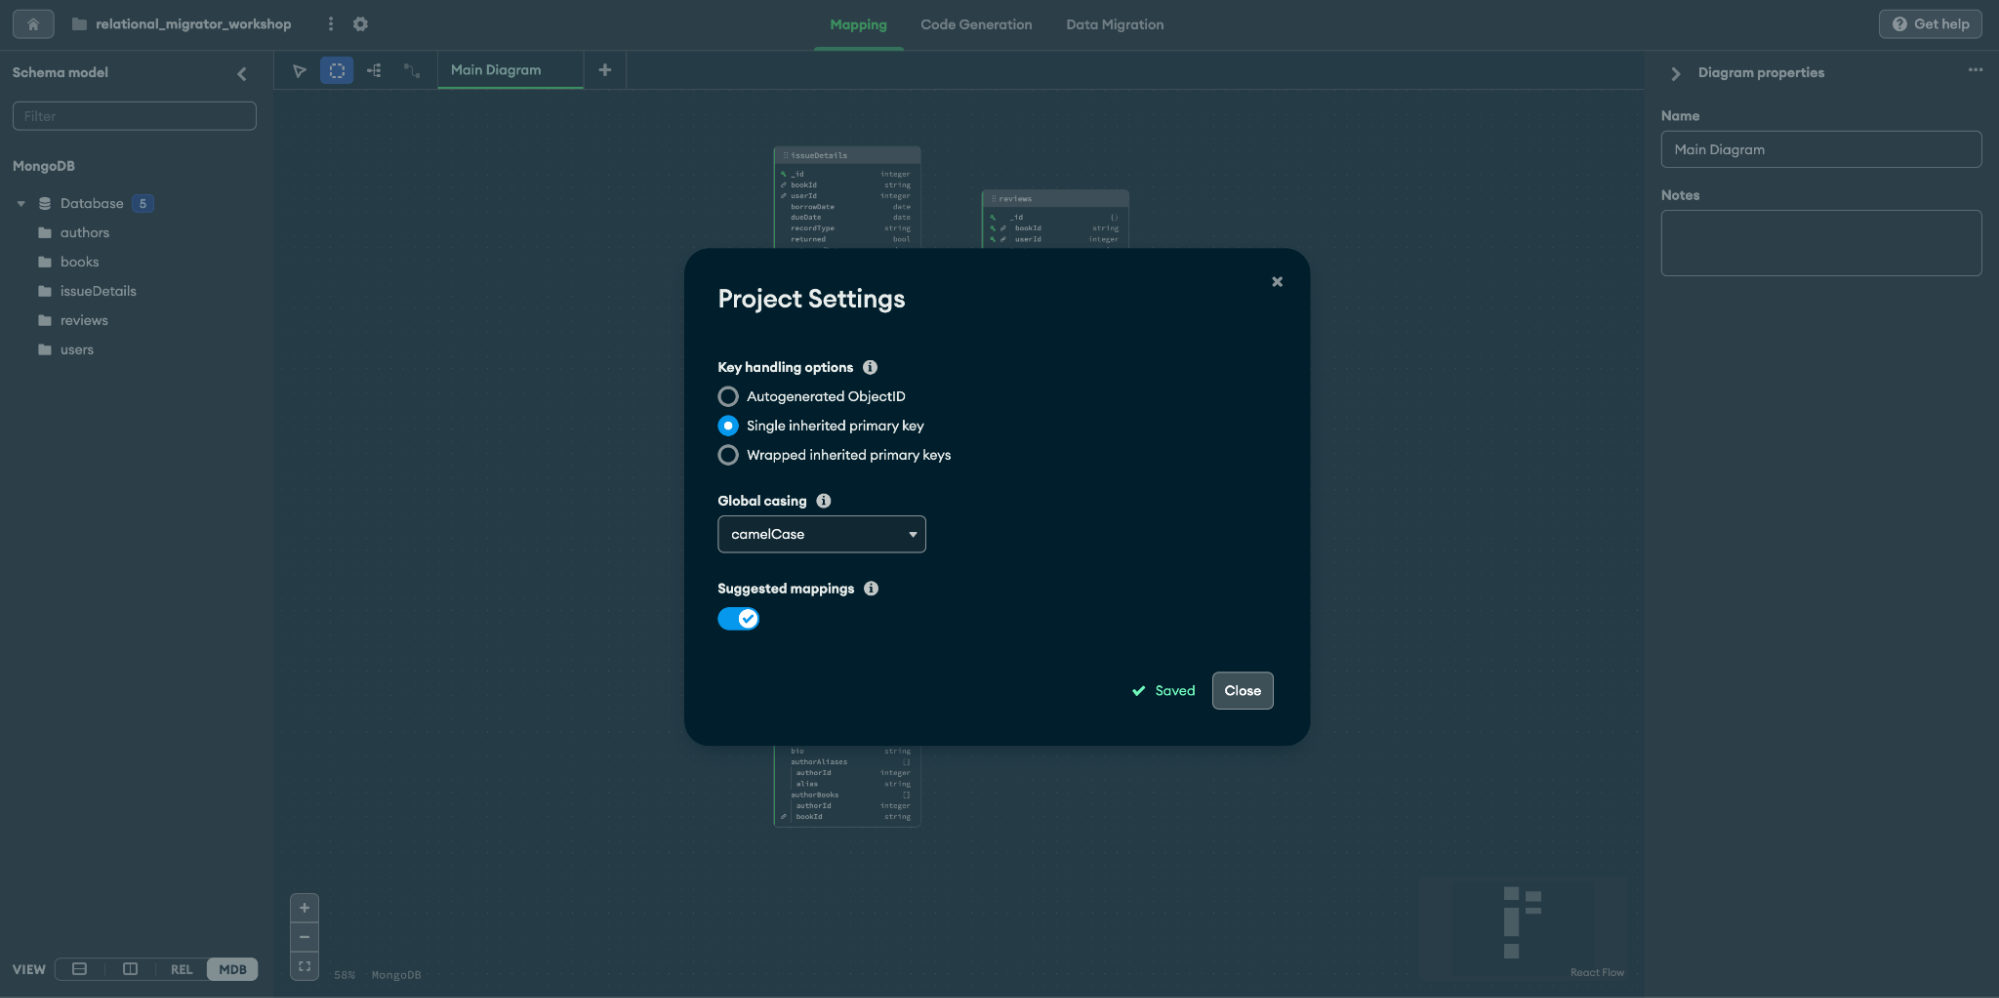 relational_migrator_workshop
Mapping
Code Generation
Data Migration
Get help
Schema model
Main Diagram
Diagram properties
Filter
Name
Main Diagram
Notes
MongoDB
Database 5
authors
books
issueDetails
reviews
users
issueDetails
_id integer
bookId string
userId integer
borrowDate date
dueDate date
recordType string
returned bool
reviews
_id {}
bookId string
userId integer
Project Settings
Key handling options
Autogenerated ObjectID
Single inherited primary key
Wrapped inherited primary keys
Global casing
camelCase
Suggested mappings
Saved
Close
bio string
authorAliases []
authorId integer
alias string
authorBooks []
authorId integer
bookId string
VIEW
REL
MDB
58% MongoDB
React Flow